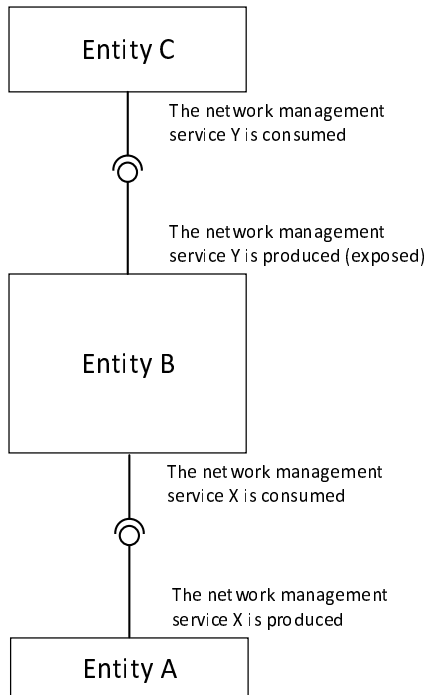 Entity C
The network management
service Y is consumed
The network management
service Y is produced (exposed)
Entity B
The network management
service X is consumed
The network management
service X is produced
Entity A